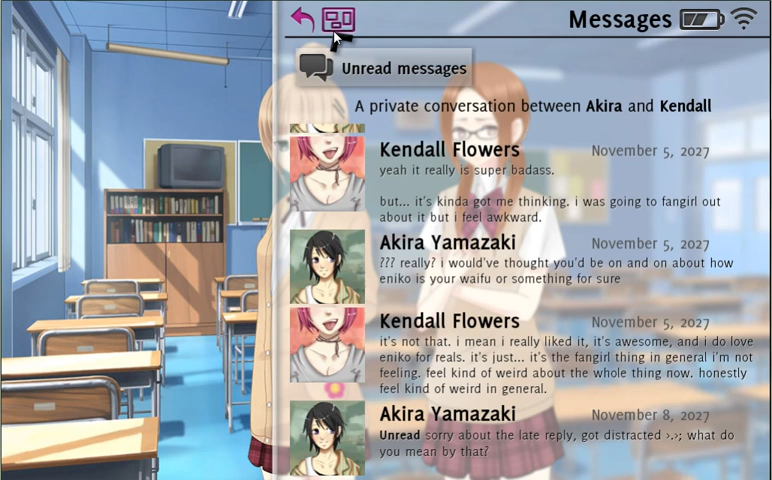 Messages
Unread messages
A private conversation between Akira and Kendall
Kendall Flowers
November 5, 2027
yeah it really is super badass.
but... it's kinda got me thinking. i was going to fangirl out
about it but i feel awkward.
Akira Yamazaki
November 5, 2027
??? really? i would've thought you'd be on and on about how
eniko is your waifu or something for sure
Kendall Flowers
November 5, 2027
it's not that. i mean i really liked it, it's awesome, and i do love
eniko for reals. it's just... it's the fangirl thing in general i'm not
feeling. feel kind of weird about the whole thing now. honestly
feel kind of weird in general.
Akira Yamazaki
November 8, 2027
Unread sorry about the late reply, got distracted >.>; what do
you mean by that?